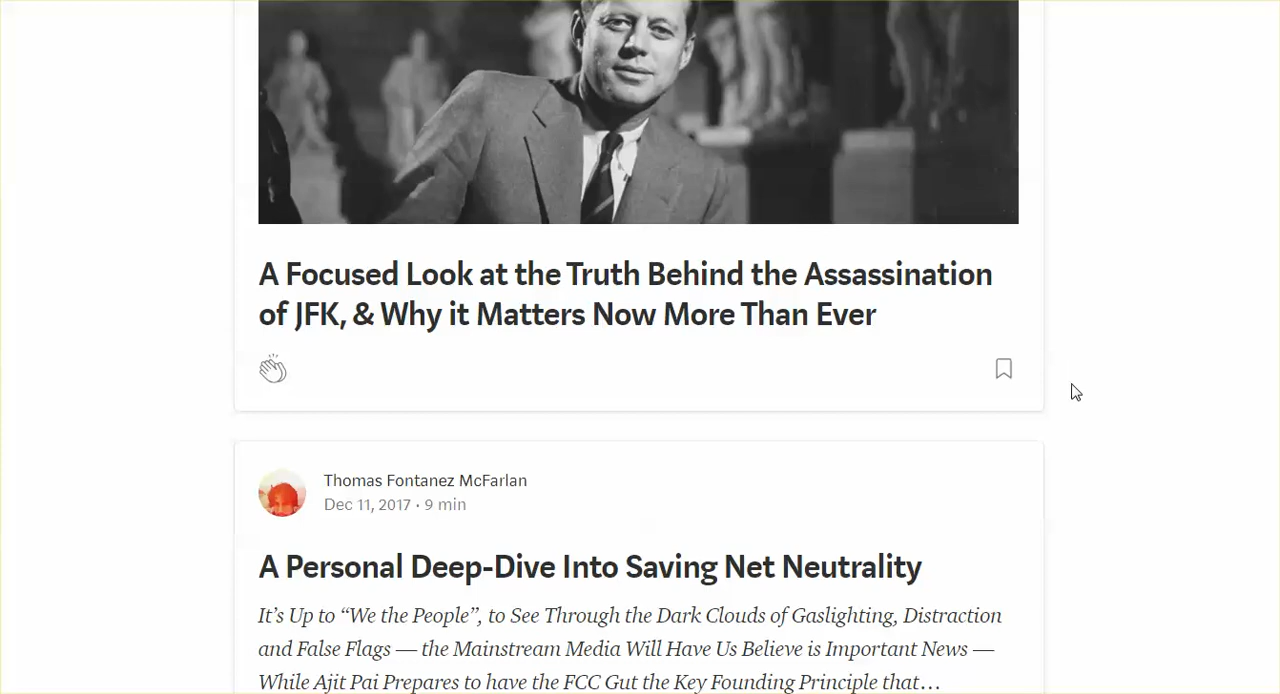 A Focused Look at the Truth Behind the Assassination
of JFK, & Why it Matters Now More Than Ever
Thomas Fontanez McFarlan
Dec 11, 2017 · 9 min
A Personal Deep-Dive Into Saving Net Neutrality
It’s Up to “We the People”, to See Through the Dark Clouds of Gaslighting, Distraction
and False Flags — the Mainstream Media Will Have Us Believe is Important News —
While Ajit Pai Prepares to have the FCC Gut the Key Founding Principle that…